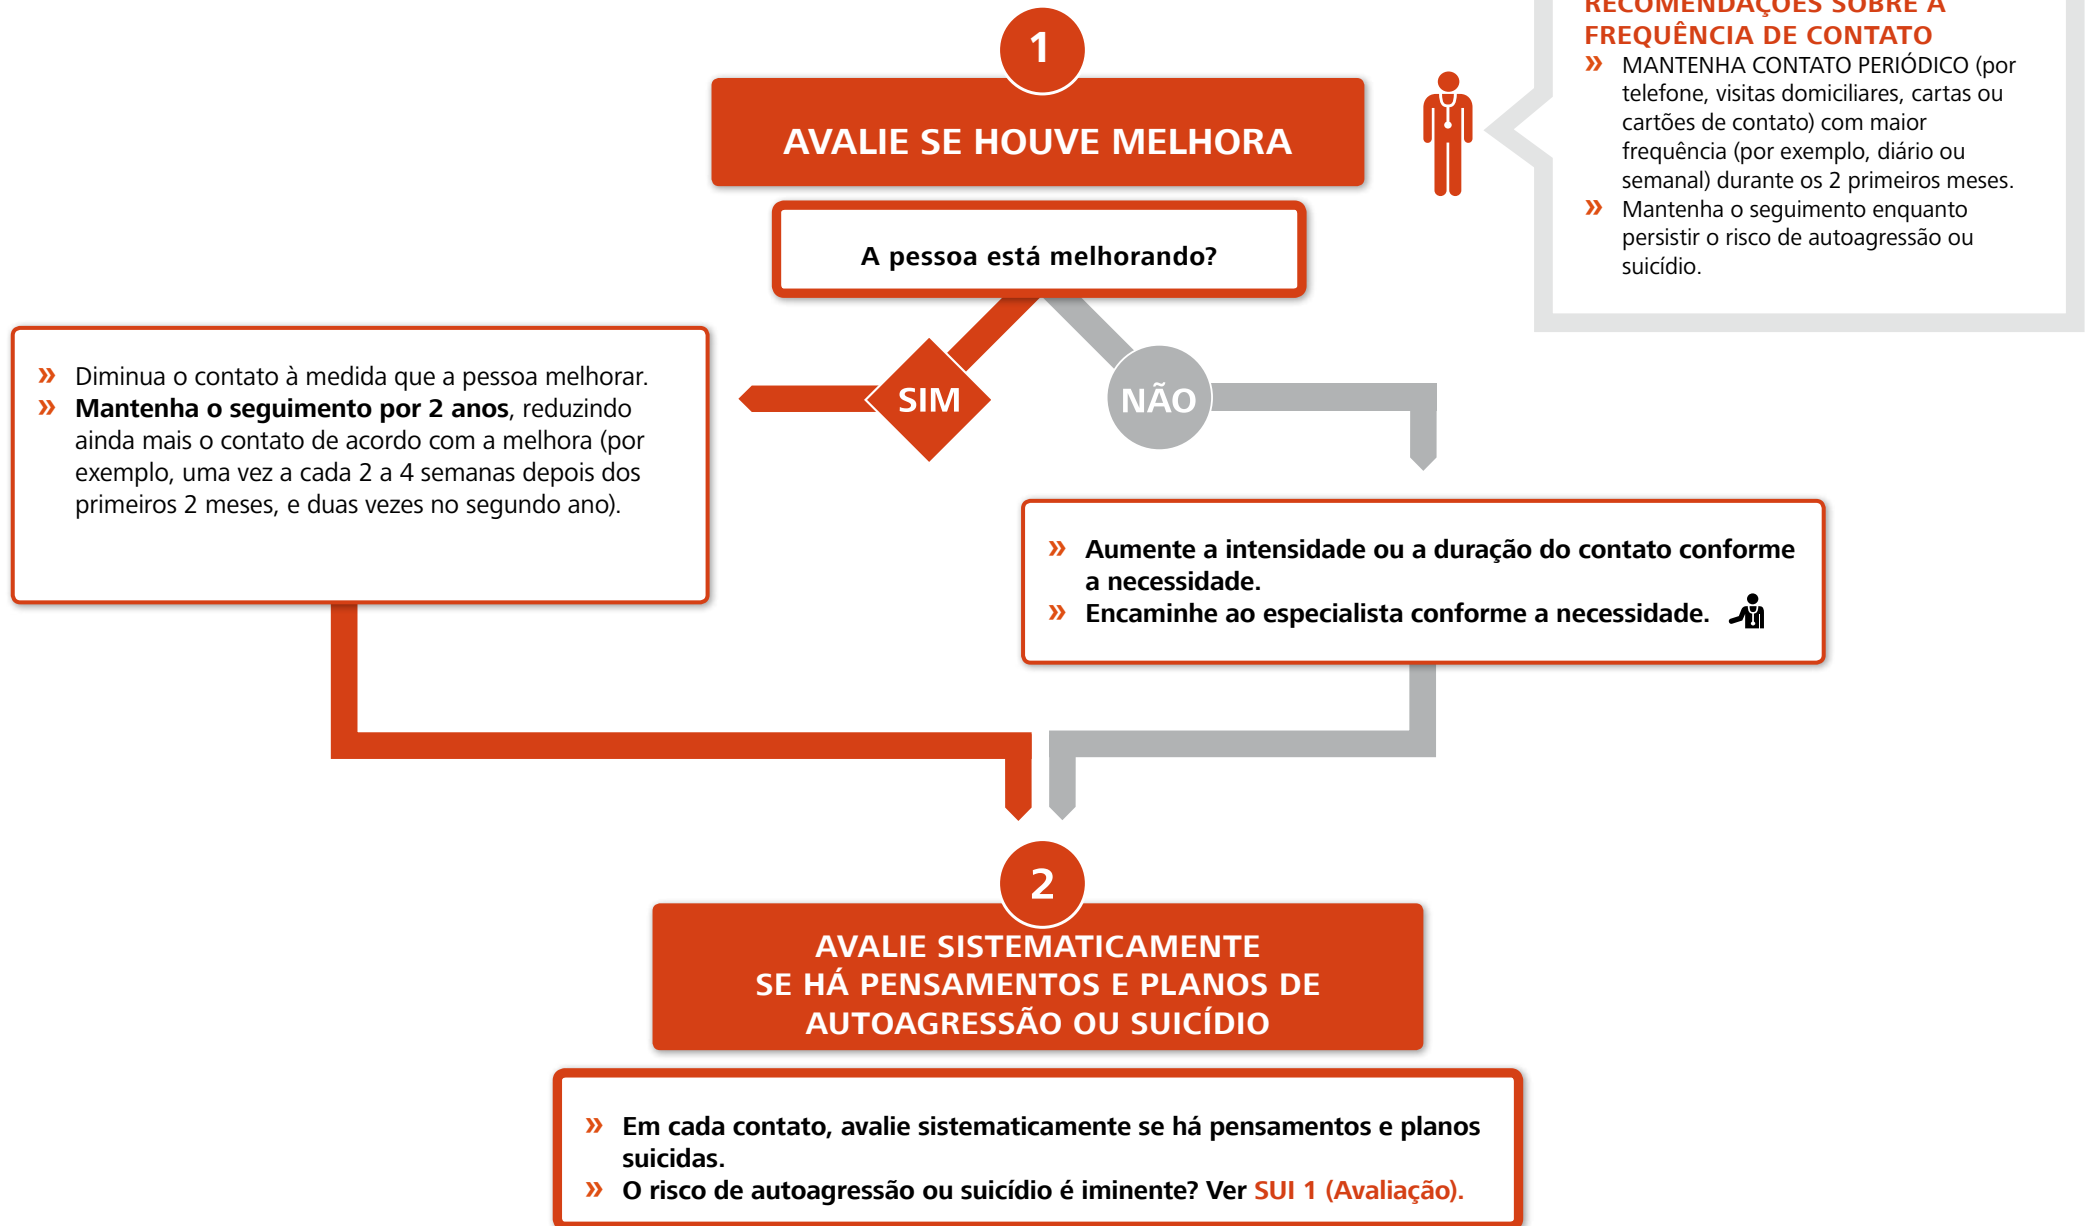 1
AVALIE SE HOUVE MELHORA
A pessoa está melhorando?
RECOMENDAÇÕES SOBRE A
FREQUÊNCIA DE CONTATO
» MANTENHA CONTATO PERIÓDICO (por
telefone, visitas domiciliares, cartas ou
cartões de contato) com maior
frequência (por exemplo, diário ou
semanal) durante os 2 primeiros meses.
» Mantenha o seguimento enquanto
persistir o risco de autoagressão ou
suicídio.
SIM
NÃO
» Diminua o contato à medida que a pessoa melhorar.
» Mantenha o seguimento por 2 anos, reduzindo
ainda mais o contato de acordo com a melhora (por
exemplo, uma vez a cada 2 a 4 semanas depois dos
primeiros 2 meses, e duas vezes no segundo ano).
» Aumente a intensidade ou a duração do contato conforme
a necessidade.
» Encaminhe ao especialista conforme a necessidade.
2
AVALIE SISTEMATICAMENTE
SE HÁ PENSAMENTOS E PLANOS DE
AUTOAGRESSÃO OU SUICÍDIO
» Em cada contato, avalie sistematicamente se há pensamentos e planos
suicidas.
» O risco de autoagressão ou suicídio é iminente? Ver SUI 1 (Avaliação).